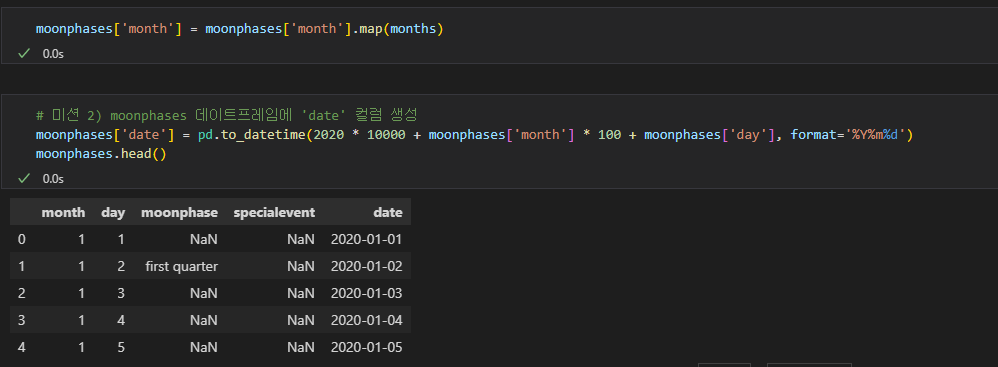 moonphases['month'] = moonphases['month'].map(months)
0.0s
# 미션 2) moonphases 데이트프레임에 'date' 컬럼 생성
moonphases['date'] = pd.to_datetime(2020 * 10000 + moonphases['month'] * 100 + moonphases['day'], format='%Y%m%d')
moonphases.head()
0.0s
month day moonphase specialevent date
0 1 1 NaN NaN 2020-01-01
1 1 2 first quarter NaN 2020-01-02
2 1 3 NaN NaN 2020-01-03
3 1 4 NaN NaN 2020-01-04
4 1 5 NaN NaN 2020-01-05